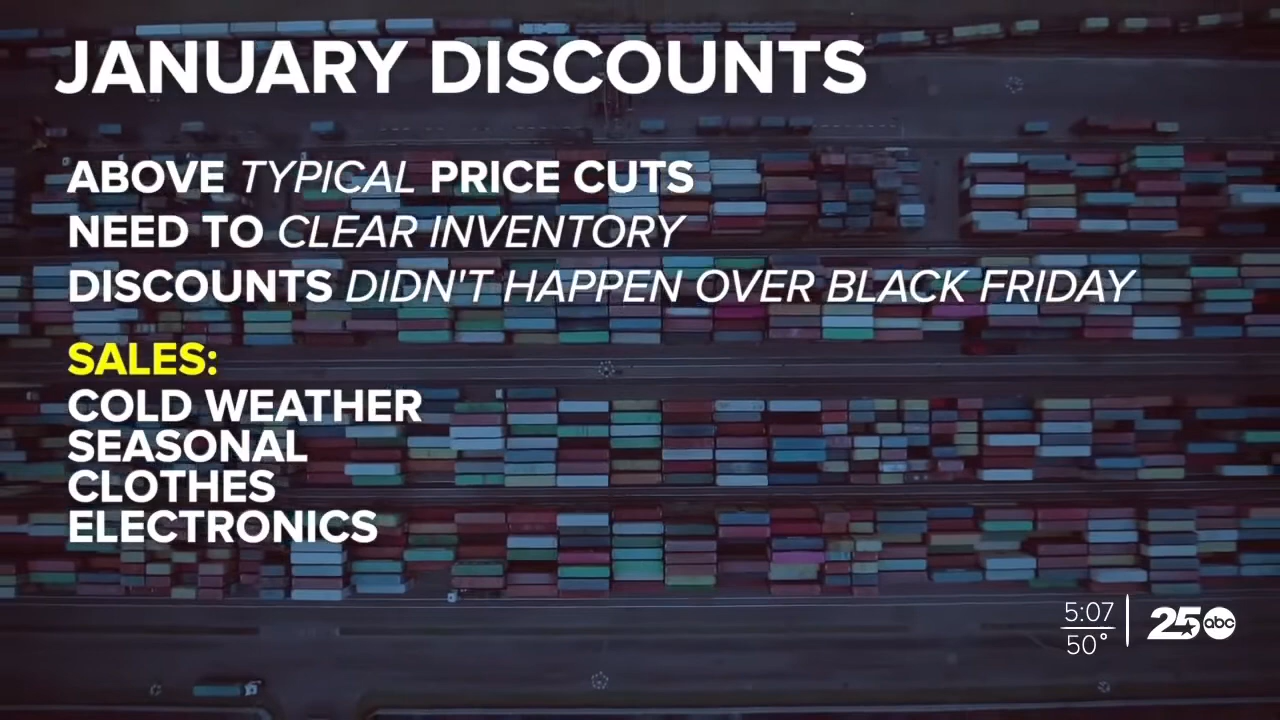 JANUARY DISCOUNTS
ABOVE TYPICAL PRICE CUTS
NEED TO CLEAR INVENTORY
DISCOUNTS DIDN'T HAPPEN OVER BLACK FRIDAY
SALES:
COLD WEATHER
SEASONAL
CLOTHES
ELECTRONICS
5:07
50°
25 abc